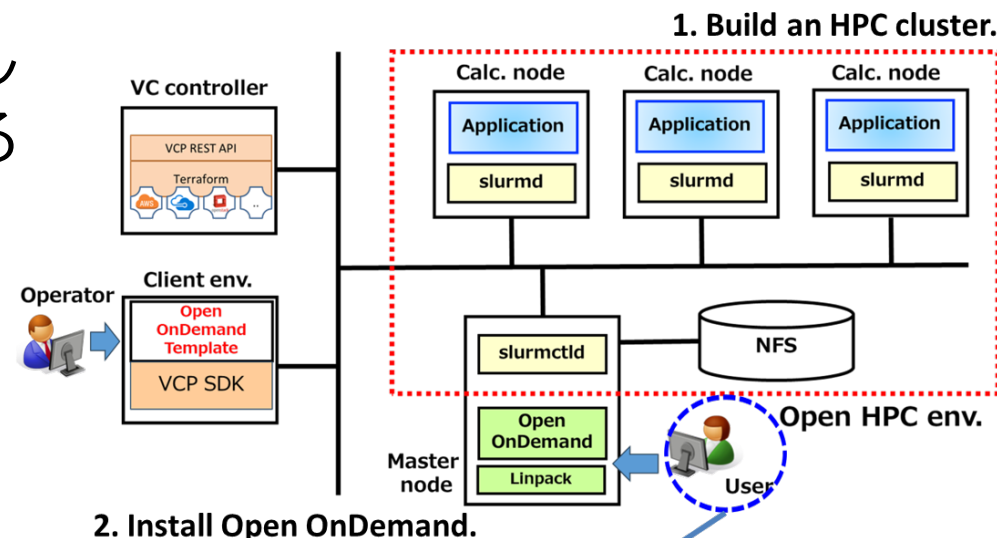 1. Build an HPC cluster.
し
る
VC controller
VCP REST API
Terraform
AWS
..
Calc. node
Application
slurmd
Calc. node
Application
slurmd
Calc. node
Application
slurmd
Operator
Client env.
Open
OnDemand
Template
VCP SDK
slurmctld
NFS
Open HPC env.
Open
OnDemand
Linpack
Master
node
User
2. Install Open OnDemand.